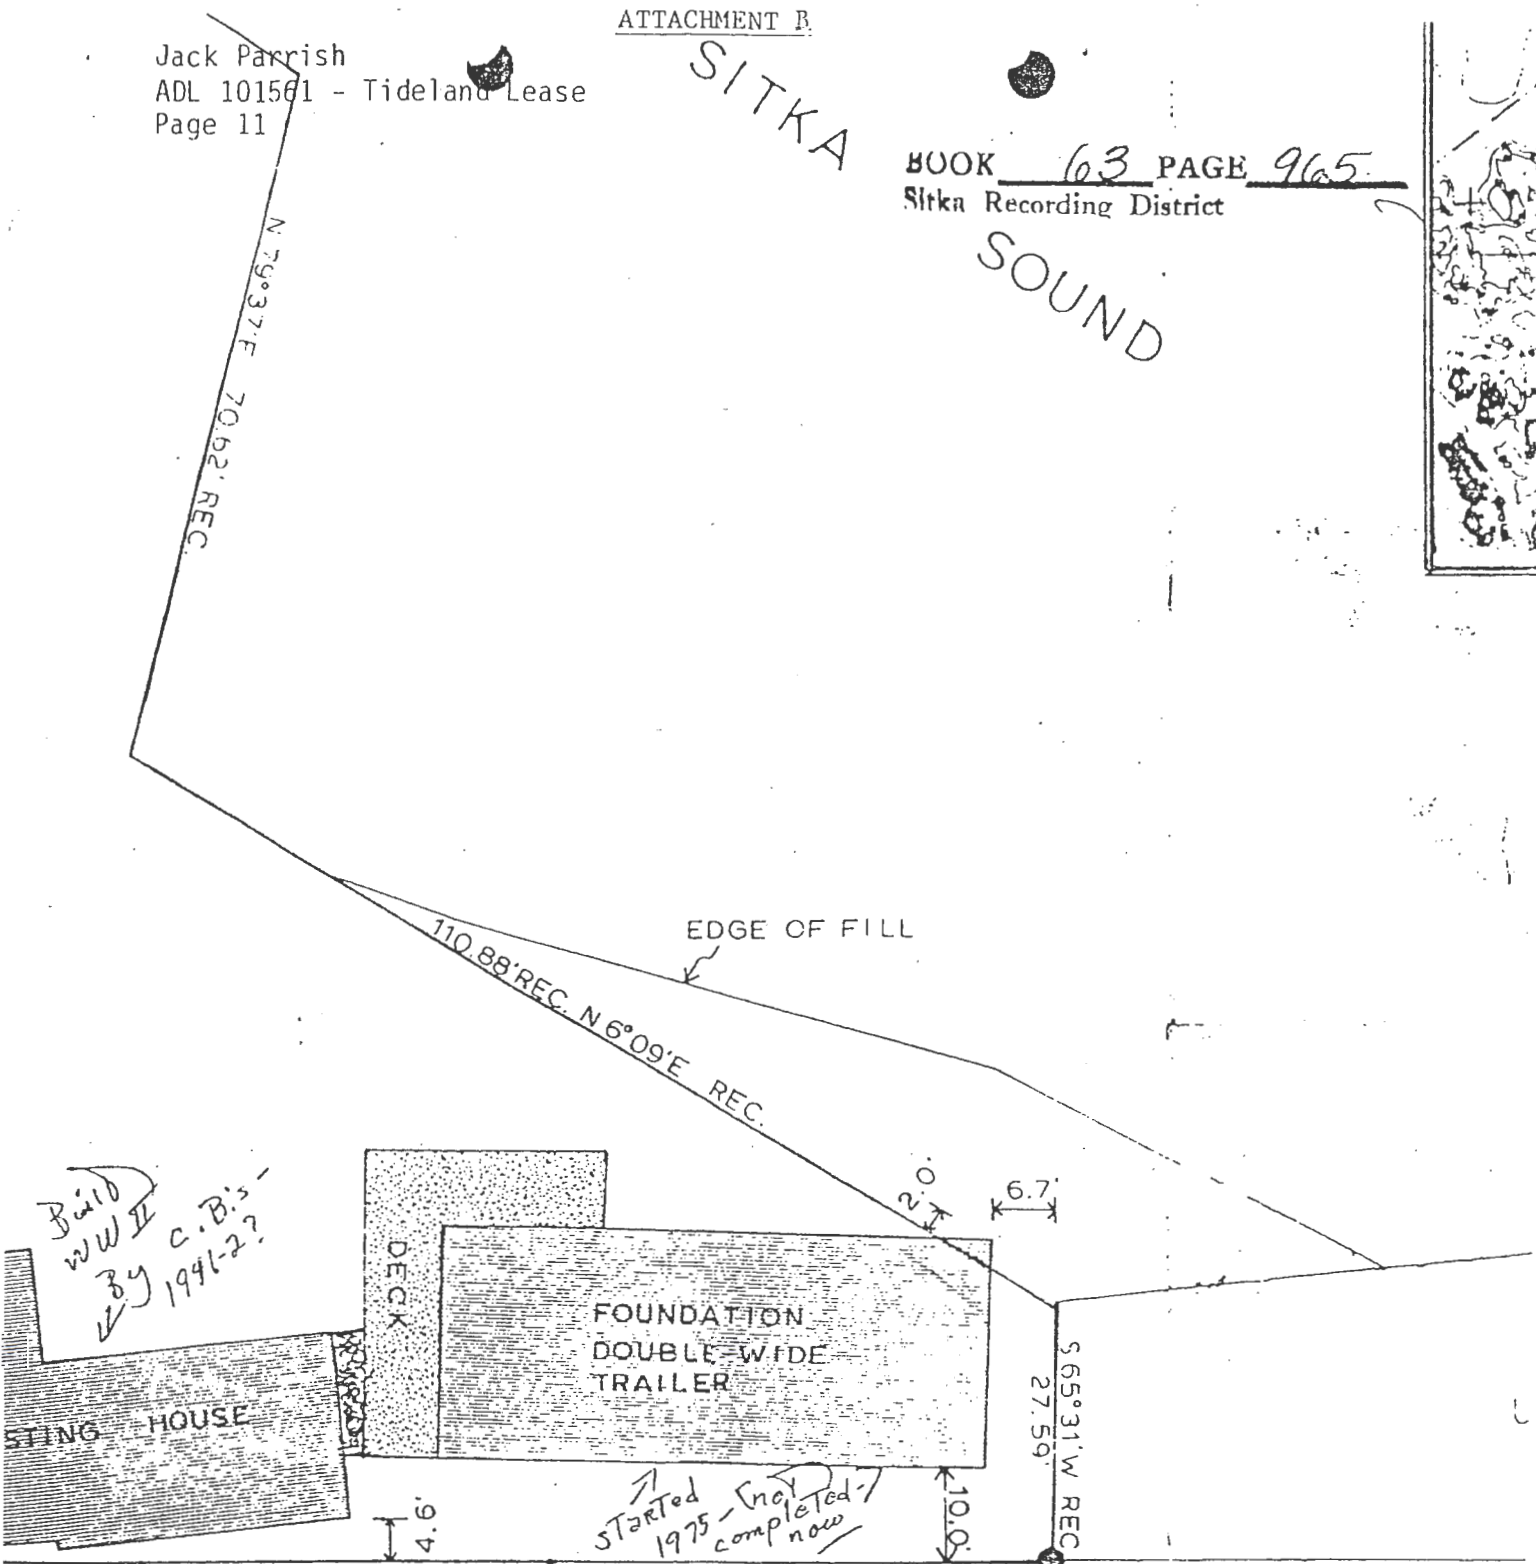 ATTACHMENT B
Jack Parrish
ADL 101561 - Tideland Lease
Page 11
SITKA
BOOK 63 PAGE 965
Sitka Recording District
SOUND
N 79°37'E 70.62' REC.
EDGE OF FILL
110.88' REC. N 6°09'E REC.
2.0'
6.7'
Build
WW II
By C.B.'s -
1941-2?
DECK
FOUNDATION
DOUBLE-WIDE
TRAILER
STING HOUSE
S 65°31'W REC
27.59'
4.6'
10.0'
STarTed
1975 - (not
completed-)
now